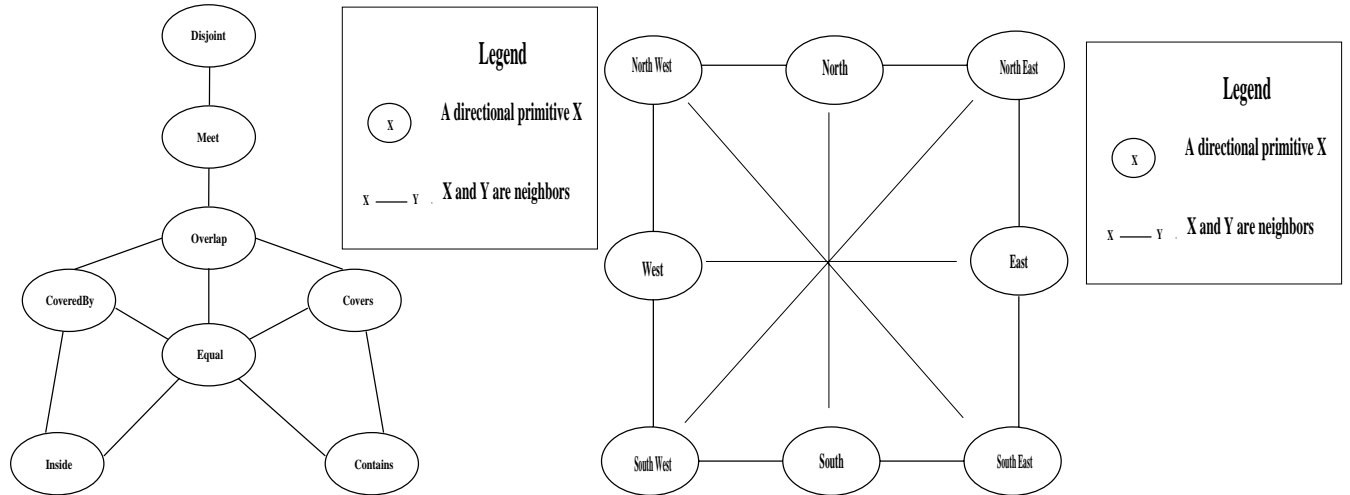 Disjoint
Meet
Overlap
CoveredBy
Covers
Equal
Inside
Contains
Legend
X
A directional primitive X
X Y .
X and Y are neighbors
North West
North
North East
West
East
South West
South
South East
Legend
X
A directional primitive X
X Y .
X and Y are neighbors